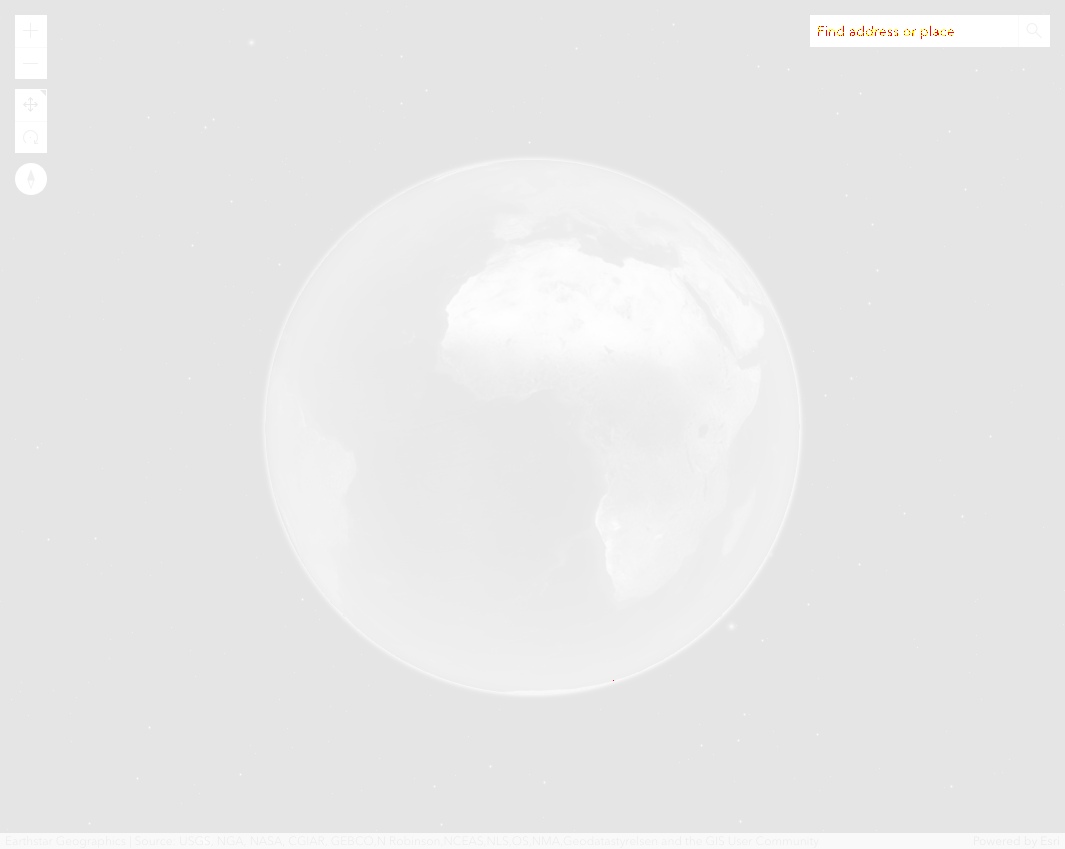 Find address or place
Earthstar Geographics | Source: USGS, NGA, NASA, CGIAR, GEBCO,N Robinson,NCEAS,NLS,OS,NMA,Geodatastyrelsen and the GIS User Community
Powered by Esri